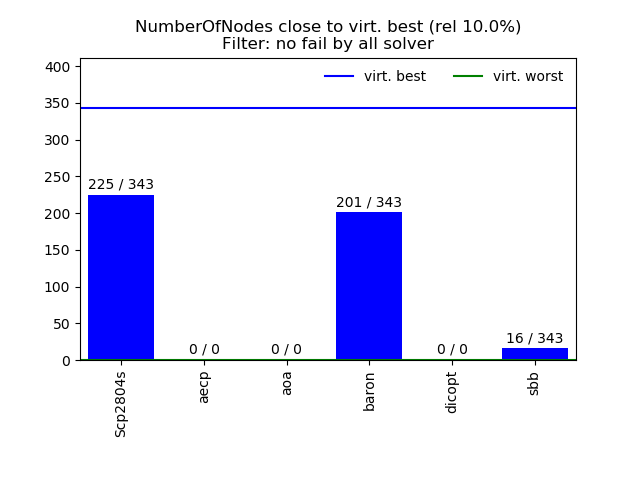 NumberOfNodes close to virt. best (rel 10.0%)
Filter: no fail by all solver
400
350
300
250
200
150
100
50
0
virt. best
virt. worst
225 / 343
0 / 0
0 / 0
201 / 343
0 / 0
16 / 343
Scp2804s
aecp
aoa
baron
dicopt
sbb